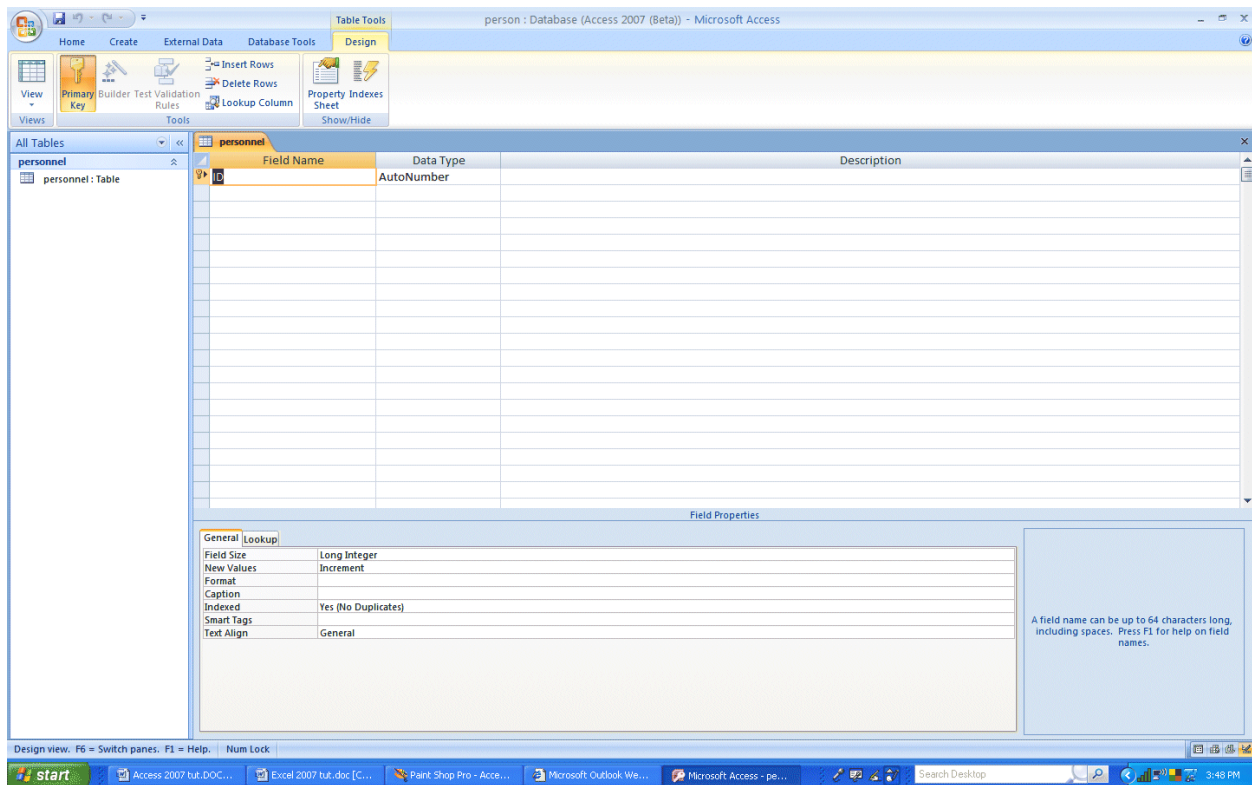 Table Tools
person : Database (Access 2007 (Beta)) - Microsoft Access
Home Create External Data Database Tools Design
View
Primary Key
Builder
Test Validation Rules
Insert Rows
Delete Rows
Lookup Column
Property Sheet
Indexes
Views Tools Show/Hide
All Tables
personnel
personnel : Table
personnel
Field Name Data Type Description
ID AutoNumber
Field Properties
General Lookup
Field Size Long Integer
New Values Increment
Format
Caption
Indexed Yes (No Duplicates)
Smart Tags
Text Align General
A field name can be up to 64 characters long,
including spaces. Press F1 for help on field
names.
Design view. F6 = Switch panes. F1 = Help. Num Lock
start Access 2007 tut.DOC... Excel 2007 tut.doc [C... Paint Shop Pro - Acce... Microsoft Outlook We... Microsoft Access - pe... Search Desktop 3:48 PM